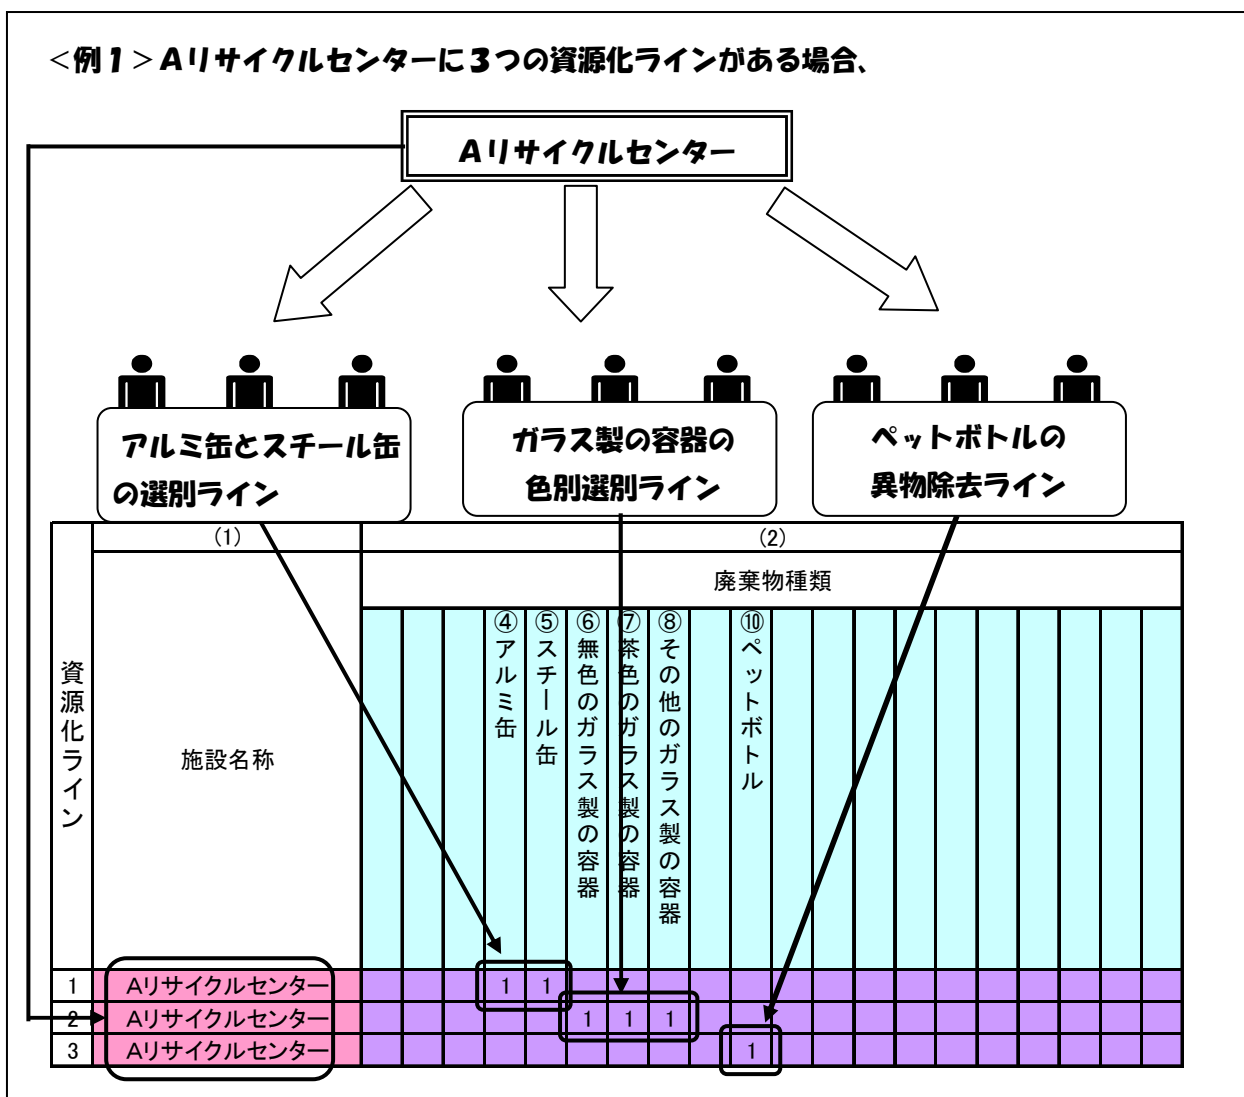 <例1>Aリサイクルセンターに3つの資源化ラインがある場合、
Aリサイクルセンター
アルミ缶とスチール缶
の選別ライン
ガラス製の容器の
色別選別ライン
ペットボトルの
異物除去ライン
資源化ライン
(1)
(2)
施設名称
廃棄物種類
④アルミ缶
⑤スチール缶
⑥無色のガラス製の容器
⑦茶色のガラス製の容器
⑧その他のガラス製の容器
⑩ペットボトル
1 Aリサイクルセンター 1 1
2 Aリサイクルセンター 1 1 1
3 Aリサイクルセンター 1